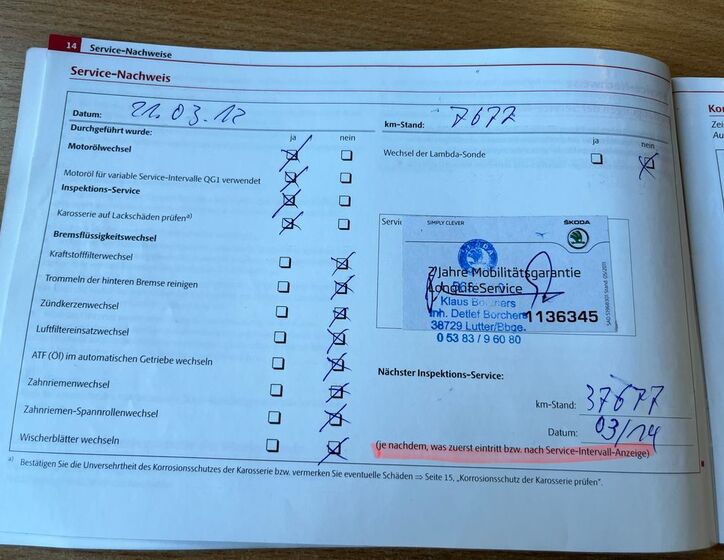 14 Service-Nachweise
Service-Nachweis
Datum: 21.03.12
km-Stand: 7677
Durchgeführt wurde:
ja nein
ja nein
Motorölwechsel
Wechsel der Lambda-Sonde
Motoröl für variable Service-Intervalle QG1 verwendet
Inspektions-Service
Karosserie auf Lackschäden prüfen a)
Bremsflüssigkeitswechsel
Kraftstofffilterwechsel
Trommeln der hinteren Bremse reinigen
Zündkerzenwechsel
Luftfiltereinsatzwechsel
ATF (Öl) im automatischen Getriebe wechseln
Zahnriemenwechsel
Zahnriemen-Spannrollenwechsel
Wischerblätter wechseln
Servic
SIMPLY CLEVER
ŠKODA
2 Jahre Mobilitätsgarantie
LongLifeService
Klaus Borchers
Inh. Detlef Borchers
1136345
38729 Lutter/Bbge.
0 53 83 / 9 60 80
Nächster Inspektions-Service:
km-Stand: 37677
Datum: 03/14
(je nachdem, was zuerst eintritt bzw. nach Service-Intervall-Anzeige)
a) Bestätigen Sie die Unversehrtheit des Korrosionsschutzes der Karosserie bzw. vermerken Sie eventuelle Schäden ⇒ Seite 15, „Korrosionsschutz der Karosserie prüfen“.